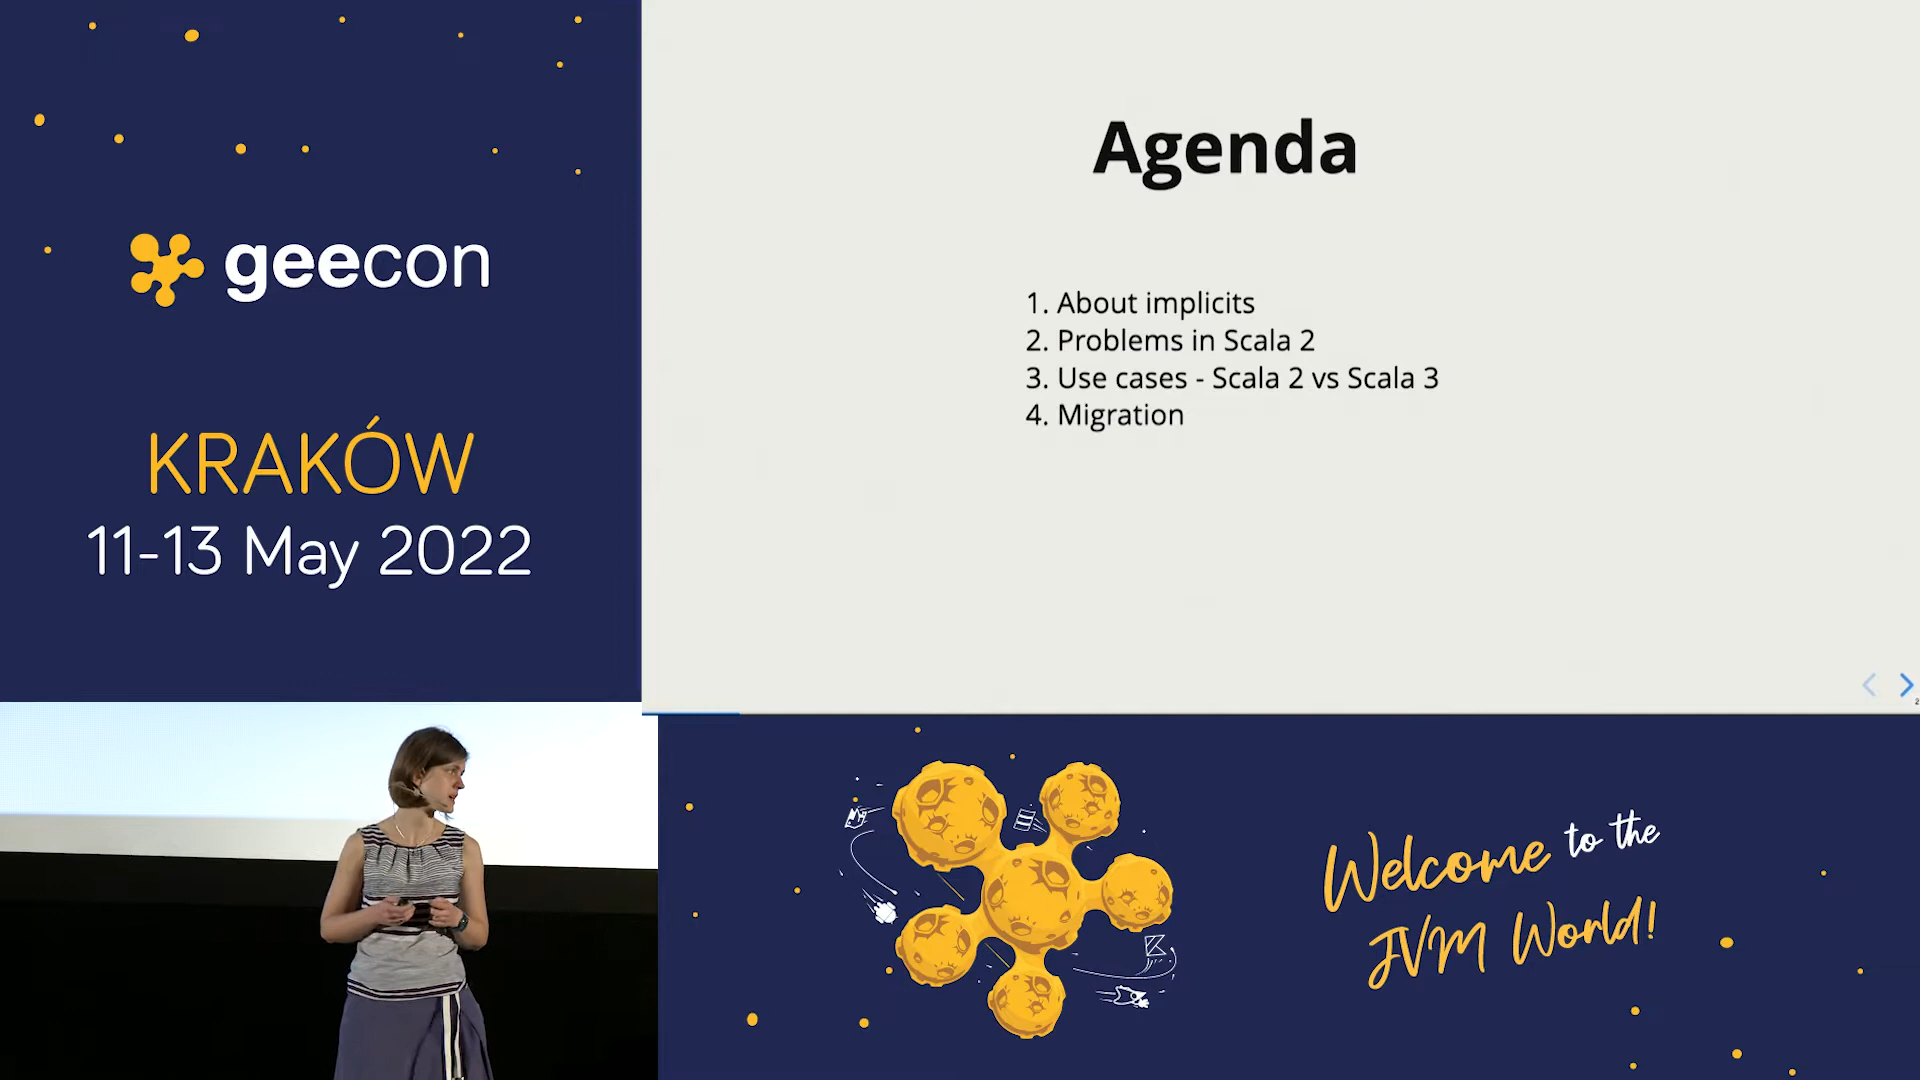 geecon
KRAKÓW
11-13 May 2022
Agenda
1. About implicits
2. Problems in Scala 2
3. Use cases - Scala 2 vs Scala 3
4. Migration
2
Welcome to the
JVM World!